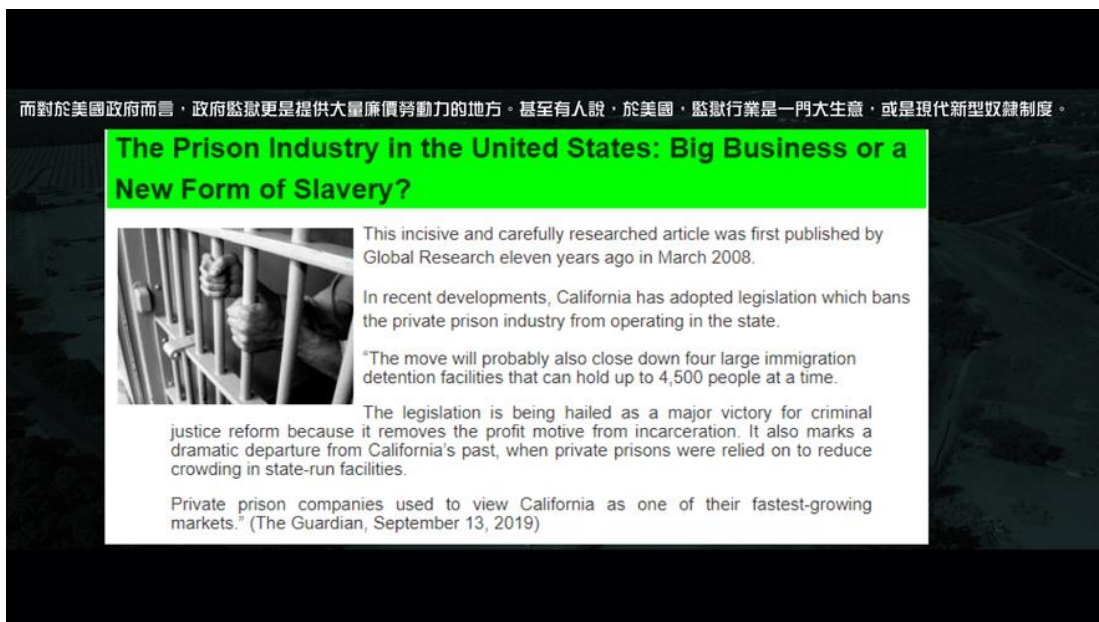 而對於美國政府而言，政府監獄更是提供大量廉價勞動力的地方。甚至有人說，於美國，監獄行業是一門大生意，或是現代新型奴隸制度。
The Prison Industry in the United States: Big Business or a
New Form of Slavery?
This incisive and carefully researched article was first published by
Global Research eleven years ago in March 2008.
In recent developments, California has adopted legislation which bans
the private prison industry from operating in the state.
“The move will probably also close down four large immigration
detention facilities that can hold up to 4,500 people at a time.
The legislation is being hailed as a major victory for criminal
justice reform because it removes the profit motive from incarceration. It also marks a
dramatic departure from California’s past, when private prisons were relied on to reduce
crowding in state-run facilities.
Private prison companies used to view California as one of their fastest-growing
markets.” (The Guardian, September 13, 2019)